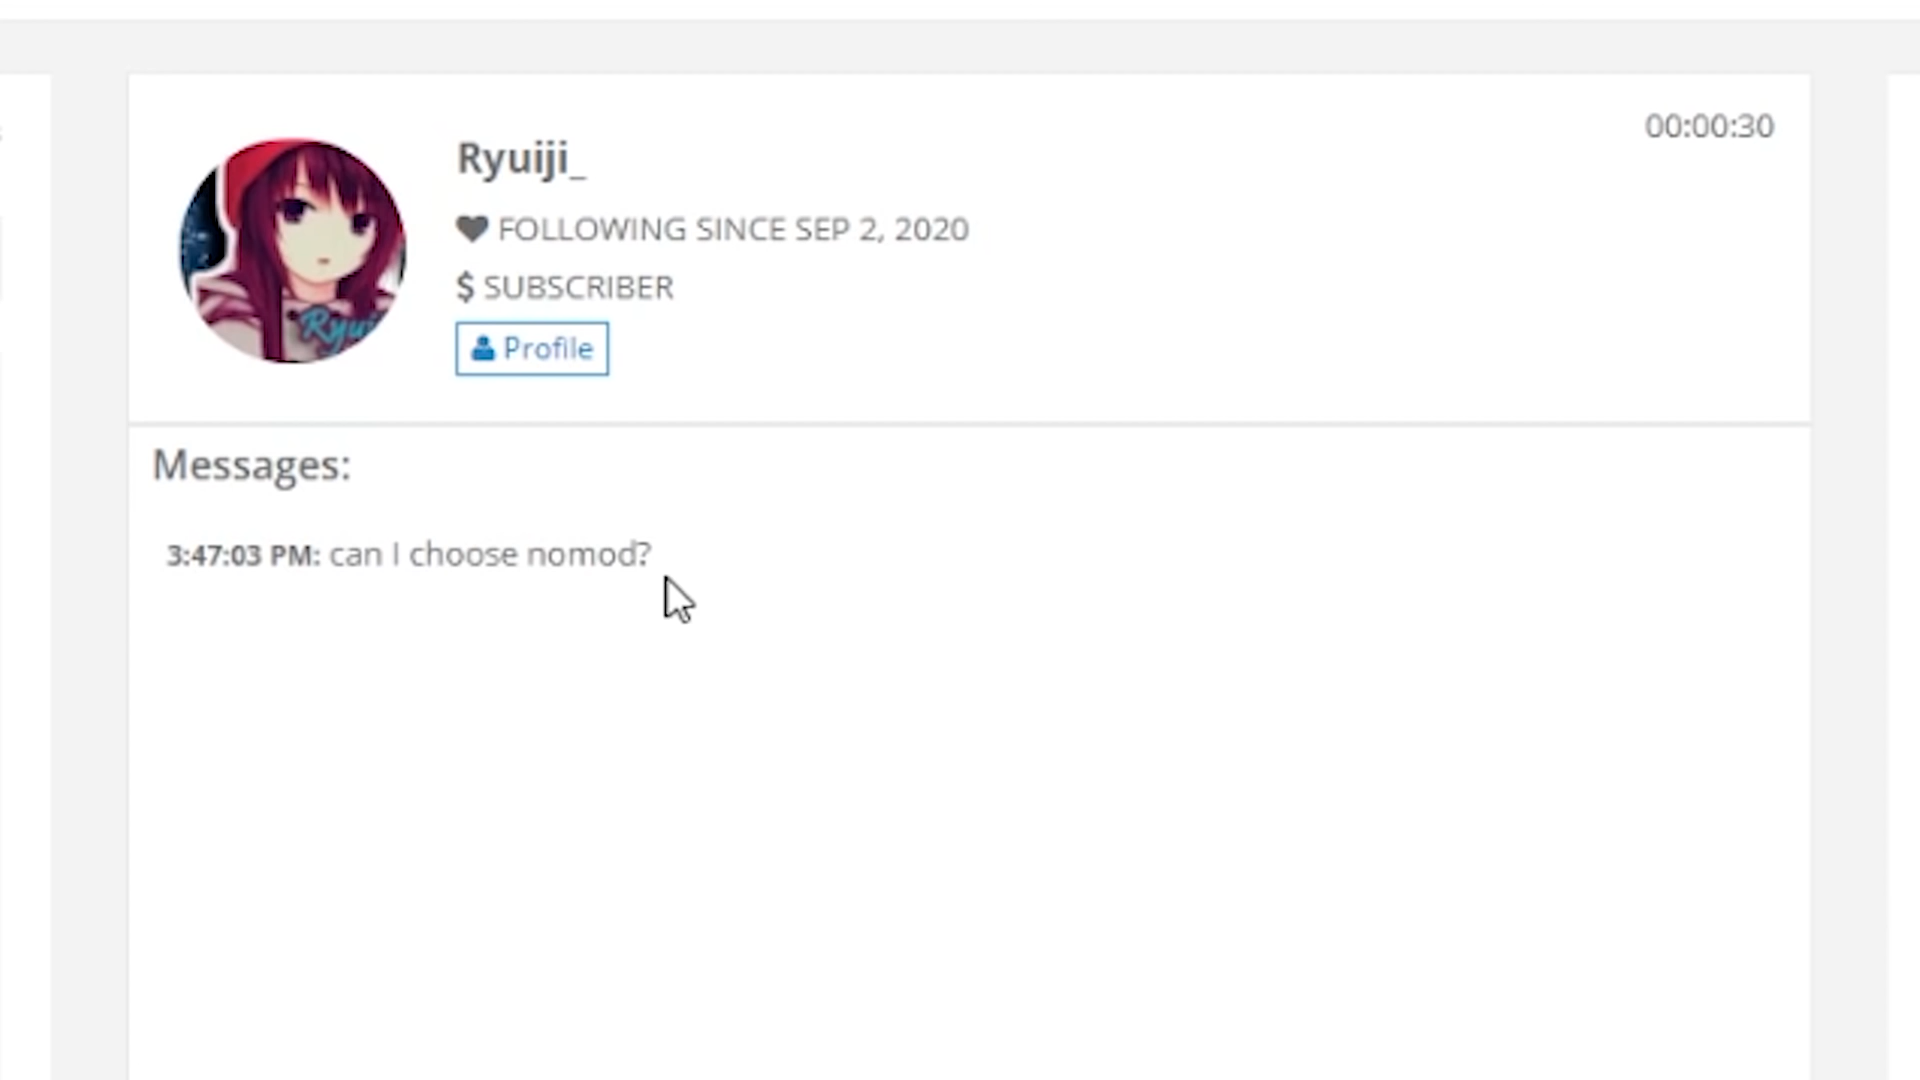 00:00:30
Ryuiji_
FOLLOWING SINCE SEP 2, 2020
$ SUBSCRIBER
Profile
Messages:
3:47:03 PM: can I choose nomod?